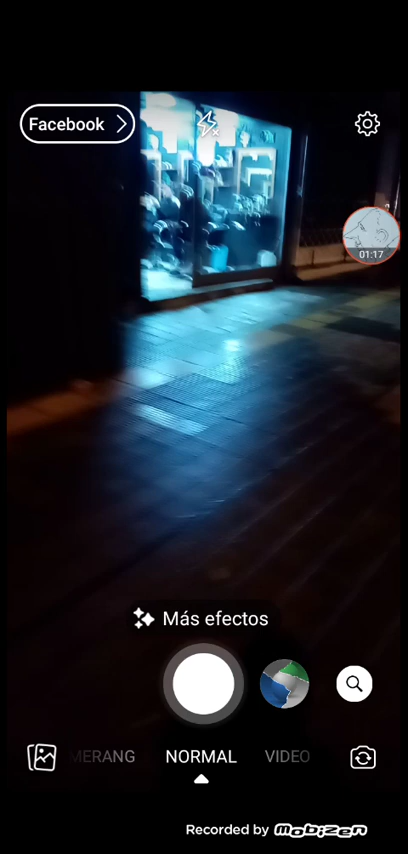 Facebook
01:17
Más efectos
MERANG NORMAL VIDEO
Recorded by Mobizen